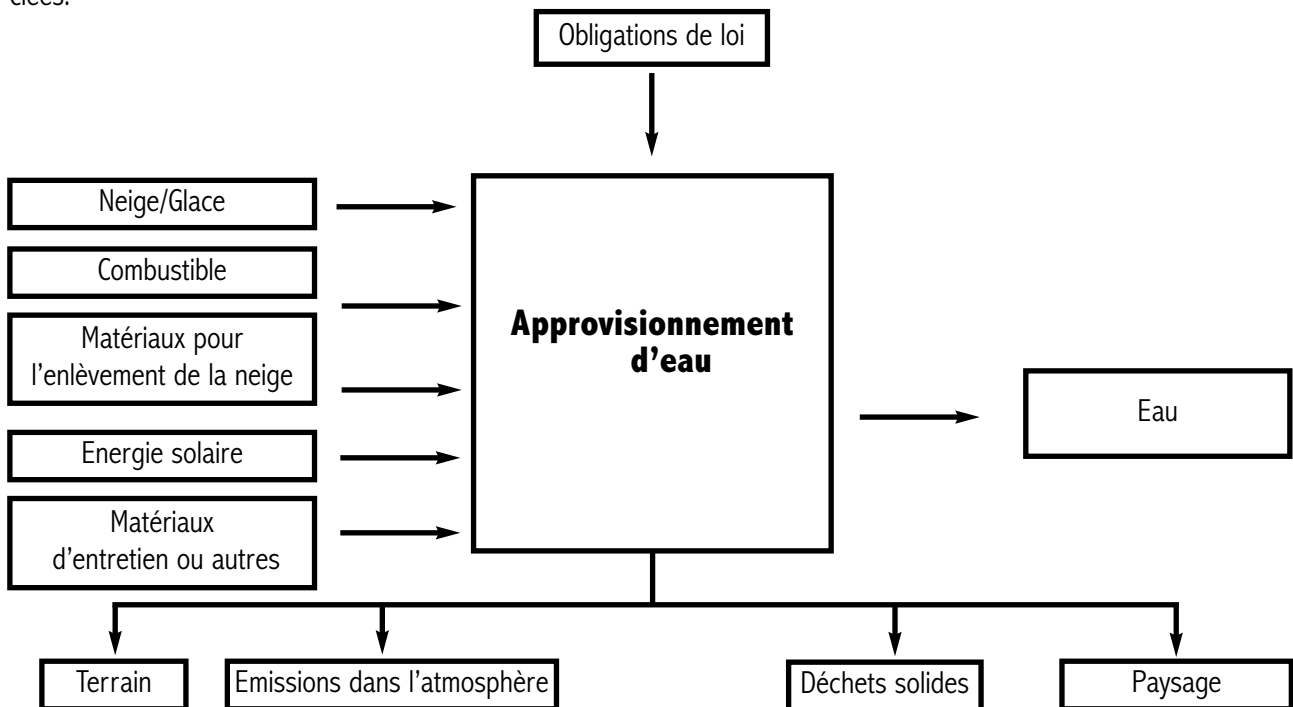 clées.
Obligations de loi
Neige/Glace
Combustible
Matériaux pour
l'enlèvement de la neige
Energie solaire
Matériaux
d'entretien ou autres
Approvisionnement
d'eau
Eau
Terrain
Emissions dans l'atmosphère
Déchets solides
Paysage